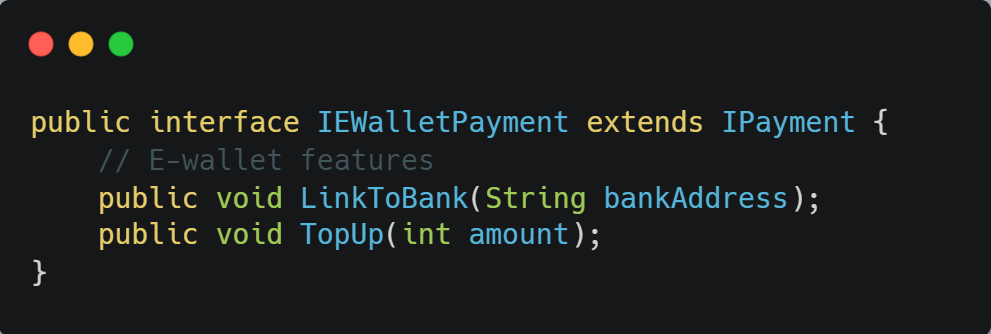 public interface IEWalletPayment extends IPayment {
    // E-wallet features
    public void LinkToBank(String bankAddress);
    public void TopUp(int amount);
}